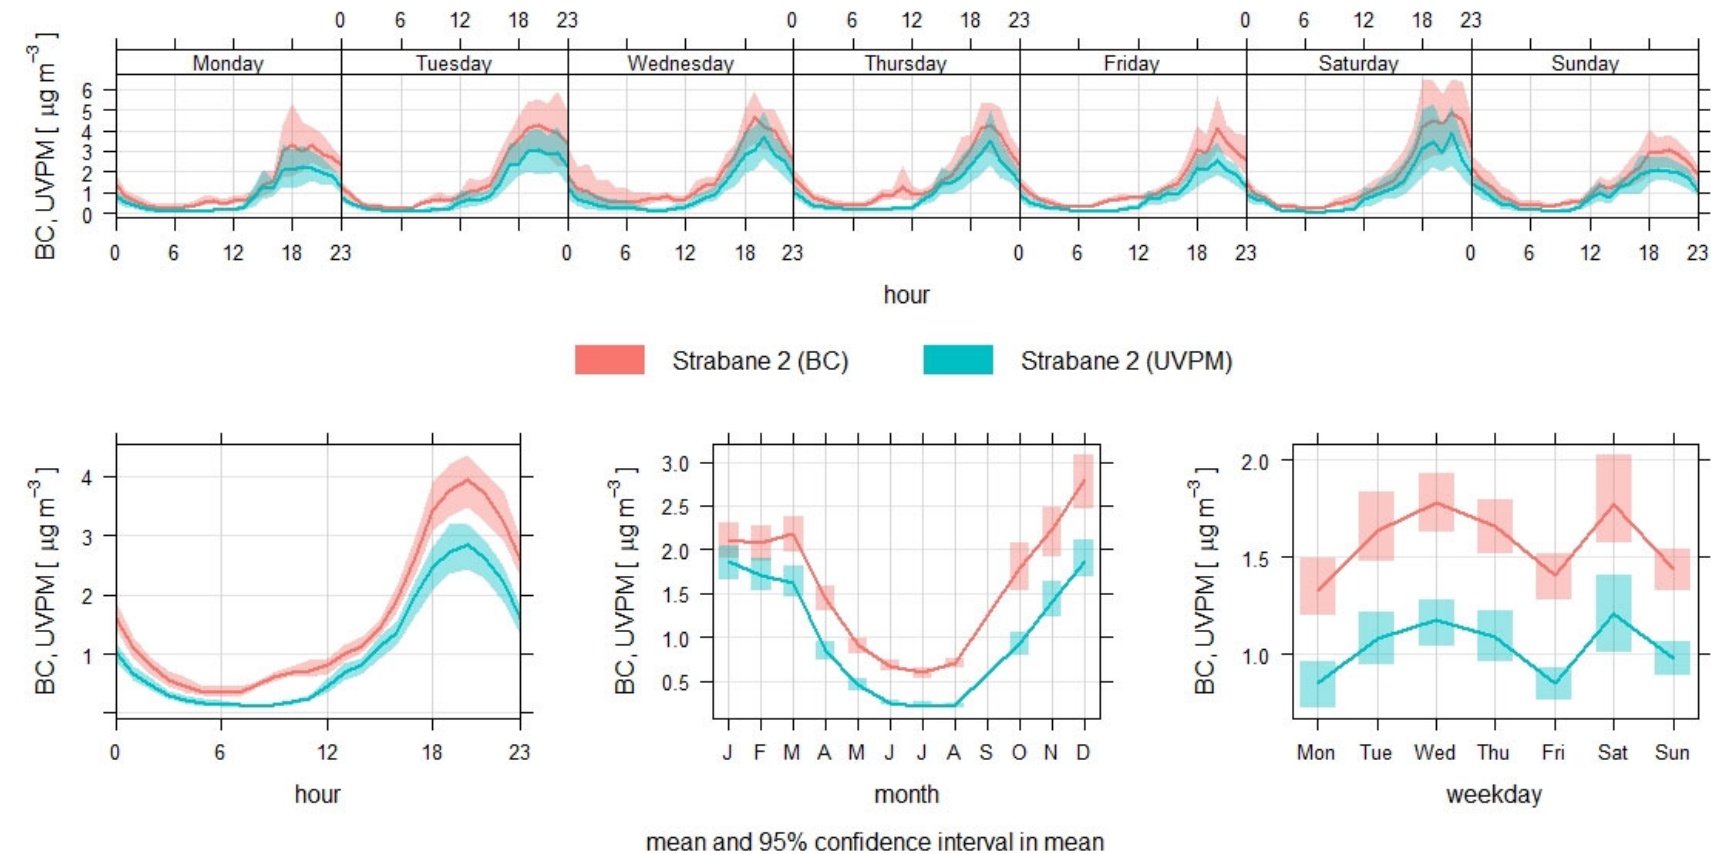 0 6 12 18 23 0 6 12 18 23 0 6 12 18 23
Monday Tuesday Wednesday Thursday Friday Saturday Sunday
BC, UVPM [ µg m⁻³ ]
6
5
4
3
2
1
0
0 6 12 18 23 0 6 12 18 23 0 6 12 18 23 0 6 12 18 23
hour
Strabane 2 (BC) Strabane 2 (UVPM)
BC, UVPM [ µg m⁻³ ]
4
3
2
1
0 6 12 18 23
hour
BC, UVPM [ µg m⁻³ ]
3.0
2.5
2.0
1.5
1.0
0.5
J F M A M J J A S O N D
month
BC, UVPM [ µg m⁻³ ]
2.0
1.5
1.0
Mon Tue Wed Thu Fri Sat Sun
weekday
mean and 95% confidence interval in mean